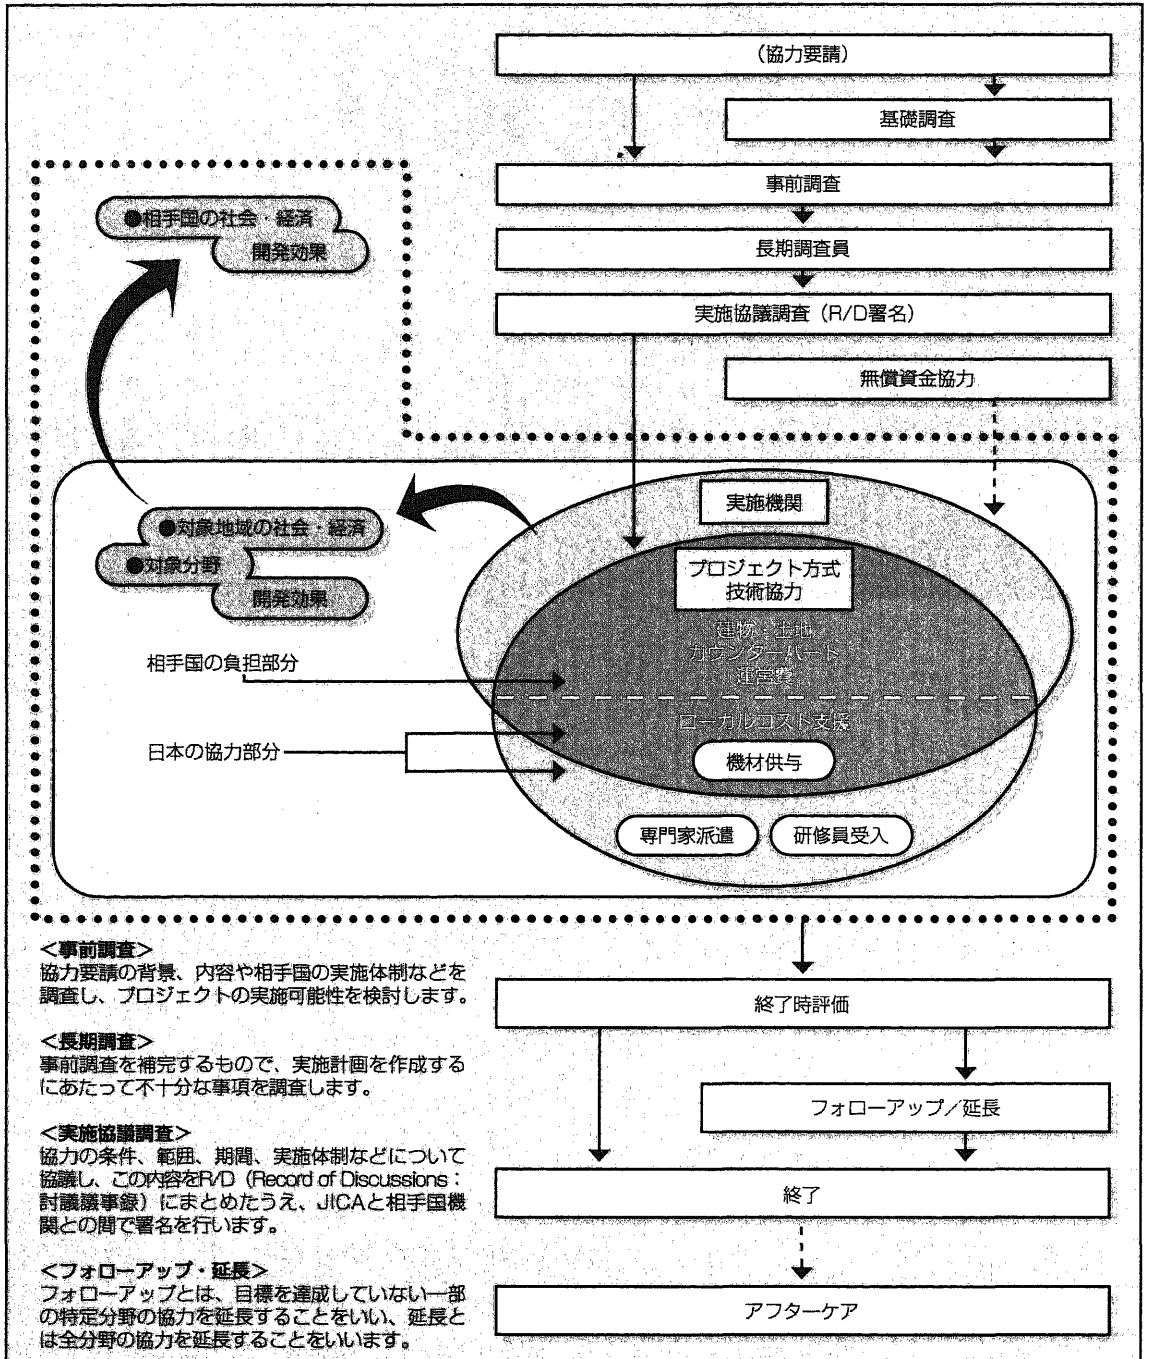 （協力要請）
基礎調査
事前調査
長期調査員
実施協議調査（R/D署名）
無償資金協力
●相手国の社会・経済
開発効果
●対象地域の社会・経済
●対象分野
開発効果
実施機関
プロジェクト方式
技術協力
建物・土地
カウンターパート
運営費
ローカルコスト支援
機材供与
専門家派遣
研修員受入
相手国の負担部分
日本の協力部分
＜事前調査＞
協力要請の背景、内容や相手国の実施体制などを
調査し、プロジェクトの実施可能性を検討します。
＜長期調査＞
事前調査を補完するもので、実施計画を作成する
にあたって不十分な事項を調査します。
＜実施協議調査＞
協力の条件、範囲、期間、実施体制などについて
協議し、この内容をR/D（Record of Discussions：
討議議事録）にまとめたうえ、JICAと相手国機
関との間で署名を行います。
＜フォローアップ・延長＞
フォローアップとは、目標を達成していない一部
の特定分野の協力を延長することをいい、延長と
は全分野の協力を延長することをいいます。
終了時評価
フォローアップ／延長
終了
アフターケア